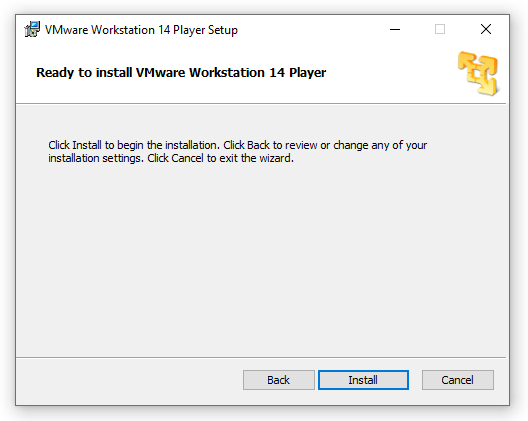 VMware Workstation 14 Player Setup
Ready to install VMware Workstation 14 Player
Click Install to begin the installation. Click Back to review or change any of your
installation settings. Click Cancel to exit the wizard.
Back Install Cancel